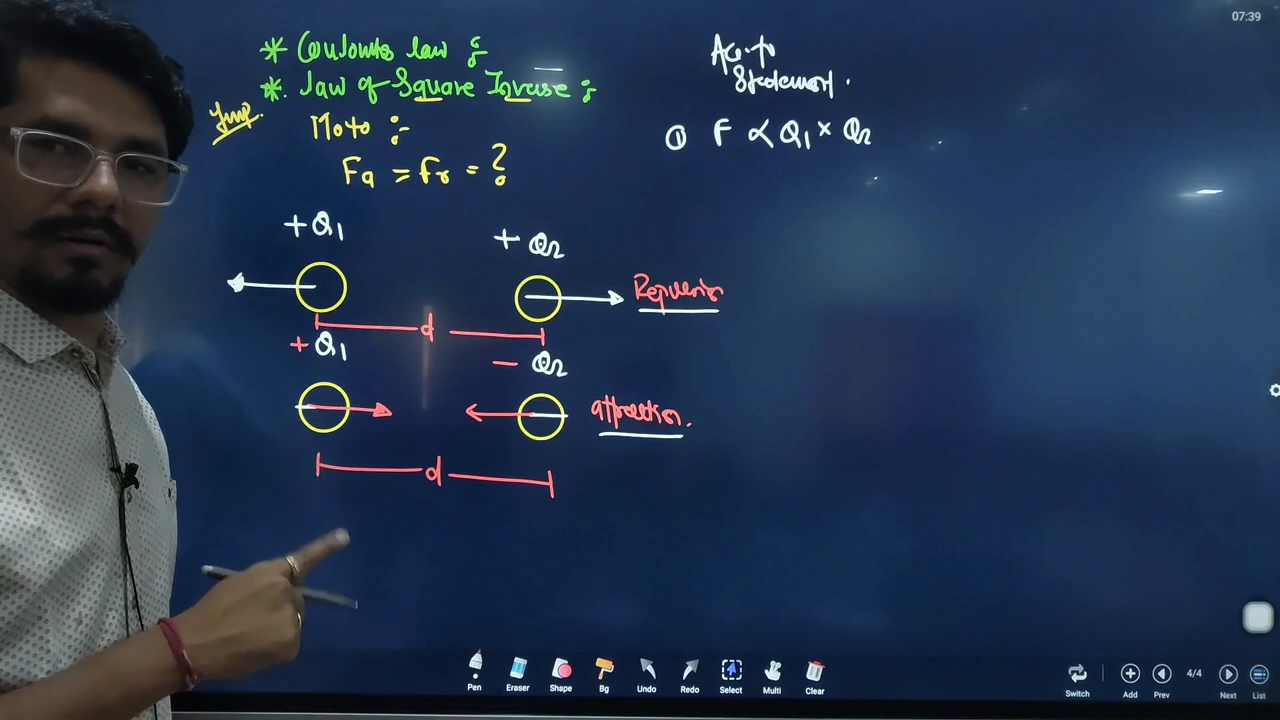 07:39
* Coulombs law :
*. law of Square Inverse :
Imp.
Moto :-
Fa = Fr = ?
+ Q1
+ Q2
Repulsion
d
+ Q1
- Q2
attraction.
d
Acc. to
Statement.
① F ∝ Q1 × Q2
Pen Eraser Shape Bg Undo Redo Select Multi Clear
Switch Add Prev 4/4 Next List